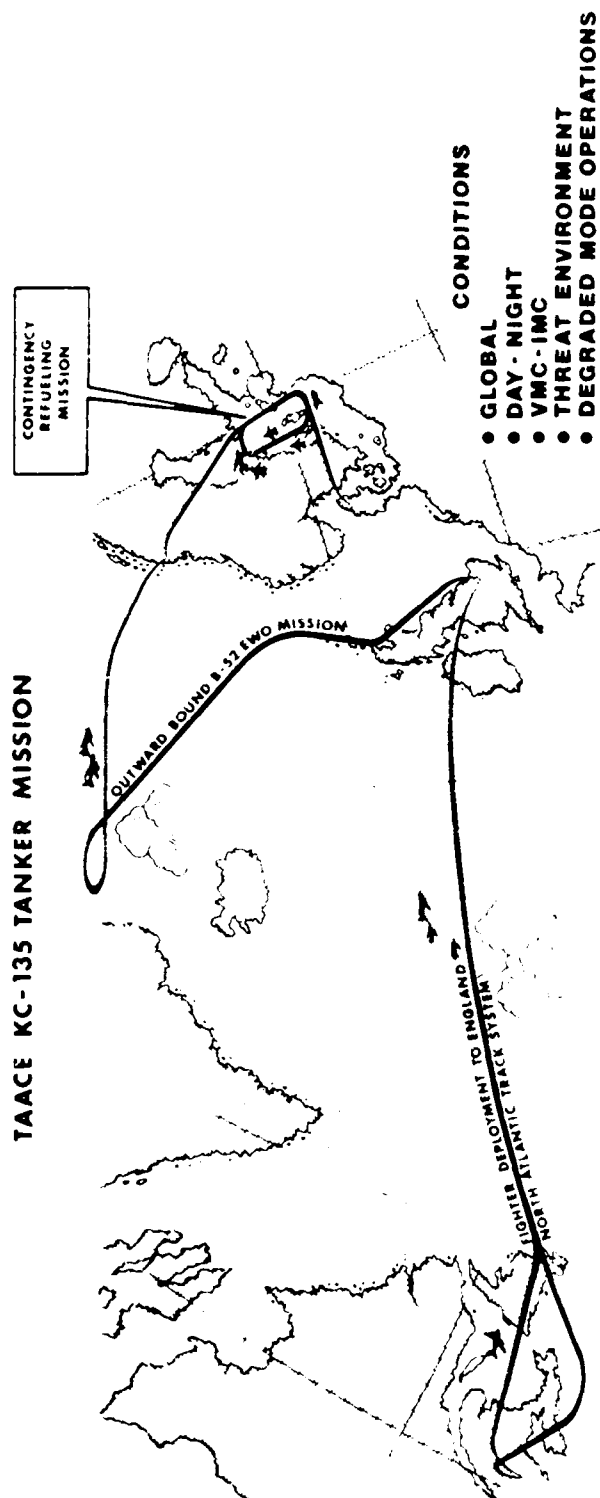 TAACE KC-135 TANKER MISSION
CONTINGENCY
REFUELING
MISSION
OUTWARD BOUND B-52 EWO MISSION
FIGHTER DEPLOYMENT TO ENGLAND
NORTH ATLANTIC TRACK SYSTEM
CONDITIONS
● GLOBAL
● DAY-NIGHT
● VMC-IMC
● THREAT ENVIRONMENT
● DEGRADED MODE OPERATIONS